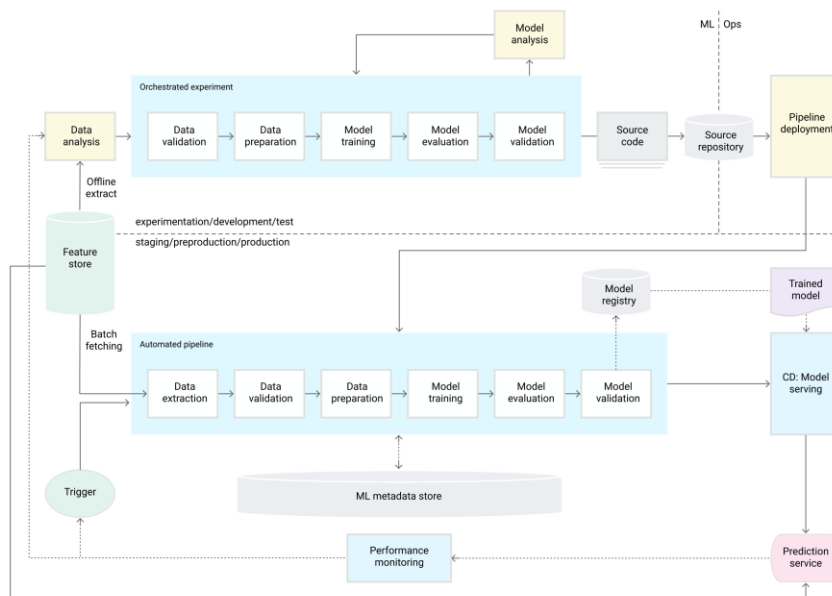 Model
analysis
ML
Ops
Orchestrated experiment
Data
analysis
Data
validation
Data
preparation
Model
training
Model
evaluation
Model
validation
Source
code
Source
repository
Pipeline
deployment
Offline
extract
experimentation/development/test
staging/preproduction/production
Feature
store
Model
registry
Trained
model
Batch
fetching
Automated pipeline
Data
extraction
Data
validation
Data
preparation
Model
training
Model
evaluation
Model
validation
CD: Model
serving
Trigger
ML metadata store
Performance
monitoring
Prediction
service